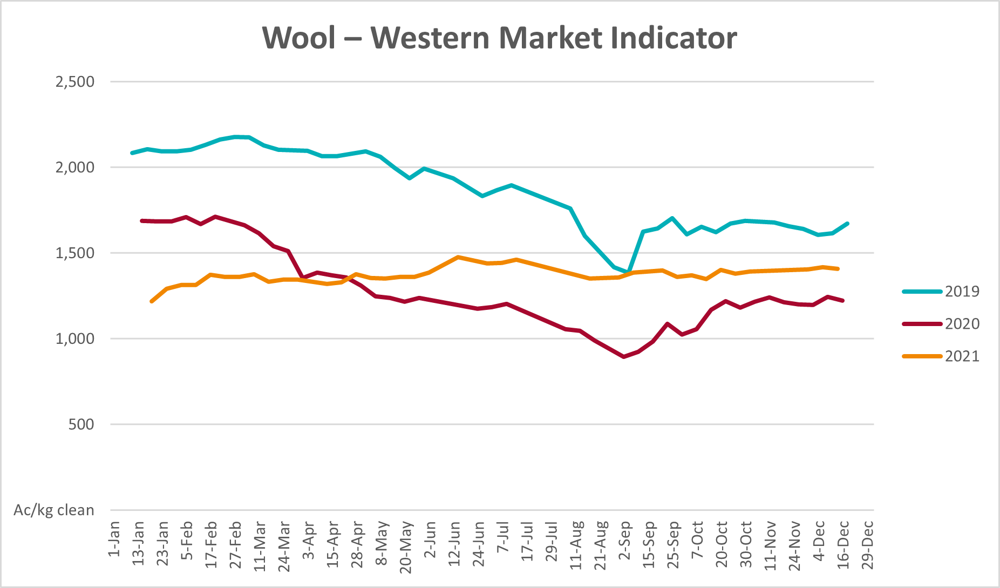 Wool – Western Market Indicator
2,500
2,000
1,500
1,000
500
Ac/kg clean
1-Jan
13-Jan
23-Jan
5-Feb
17-Feb
27-Feb
11-Mar
24-Mar
3-Apr
15-Apr
28-Apr
8-May
20-May
2-Jun
12-Jun
24-Jun
7-Jul
17-Jul
29-Jul
11-Aug
21-Aug
2-Sep
15-Sep
25-Sep
7-Oct
20-Oct
30-Oct
11-Nov
24-Nov
4-Dec
16-Dec
29-Dec
2019
2020
2021